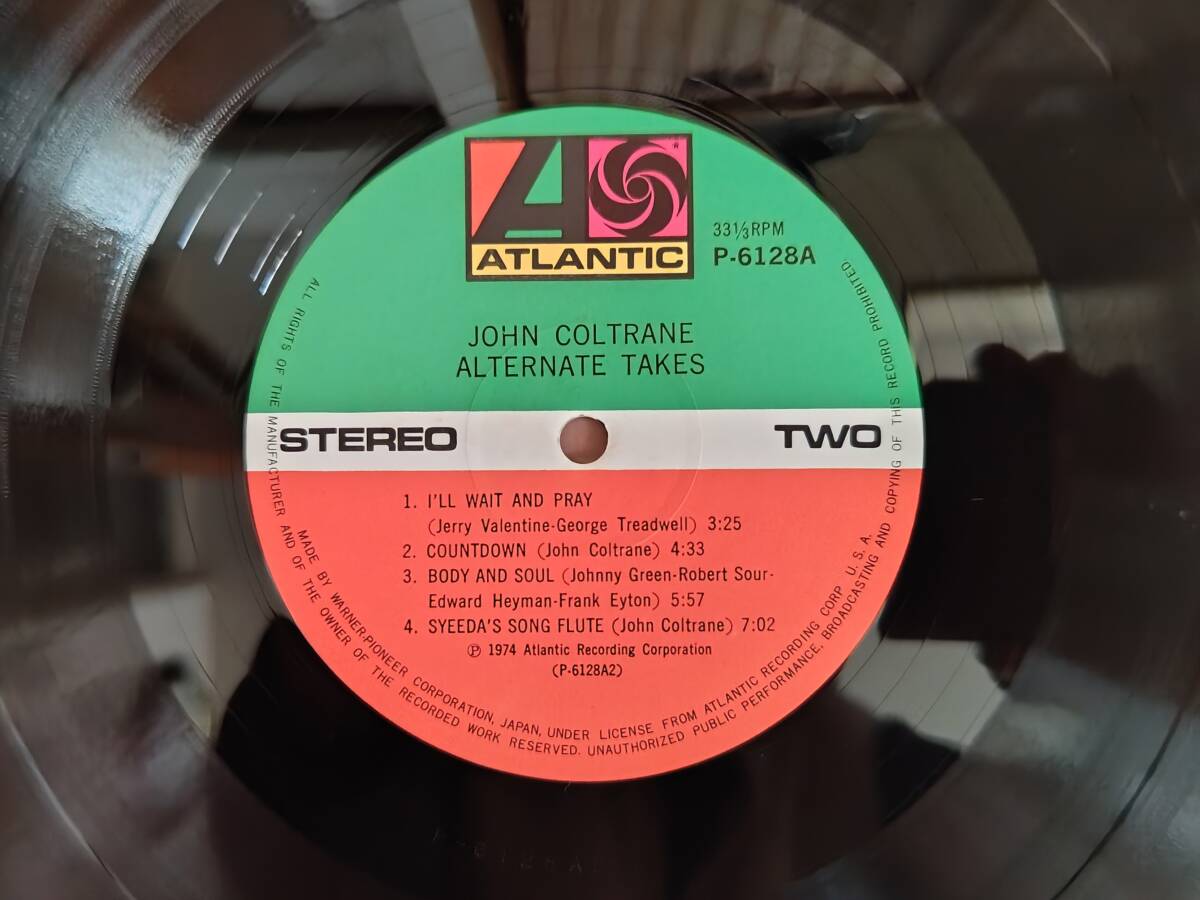 ATLANTIC
33⅓RPM
P-6128A
JOHN COLTRANE
ALTERNATE TAKES
STEREO
TWO
1. I'LL WAIT AND PRAY
(Jerry Valentine-George Treadwell) 3:25
2. COUNTDOWN (John Coltrane) 4:33
3. BODY AND SOUL (Johnny Green-Robert Sour-
Edward Heyman-Frank Eyton) 5:57
4. SYEEDA'S SONG FLUTE (John Coltrane) 7:02
℗ 1974 Atlantic Recording Corporation
(P-6128A2)
MADE BY WARNER-PIONEER CORPORATION, JAPAN, UNDER LICENSE FROM ATLANTIC RECORDING CORP. U. S. A.
ALL RIGHTS OF THE MANUFACTURER AND OF THE OWNER OF THE RECORDED WORK RESERVED. UNAUTHORIZED PUBLIC PERFORMANCE, BROADCASTING AND COPYING OF THIS RECORD PROHIBITED.